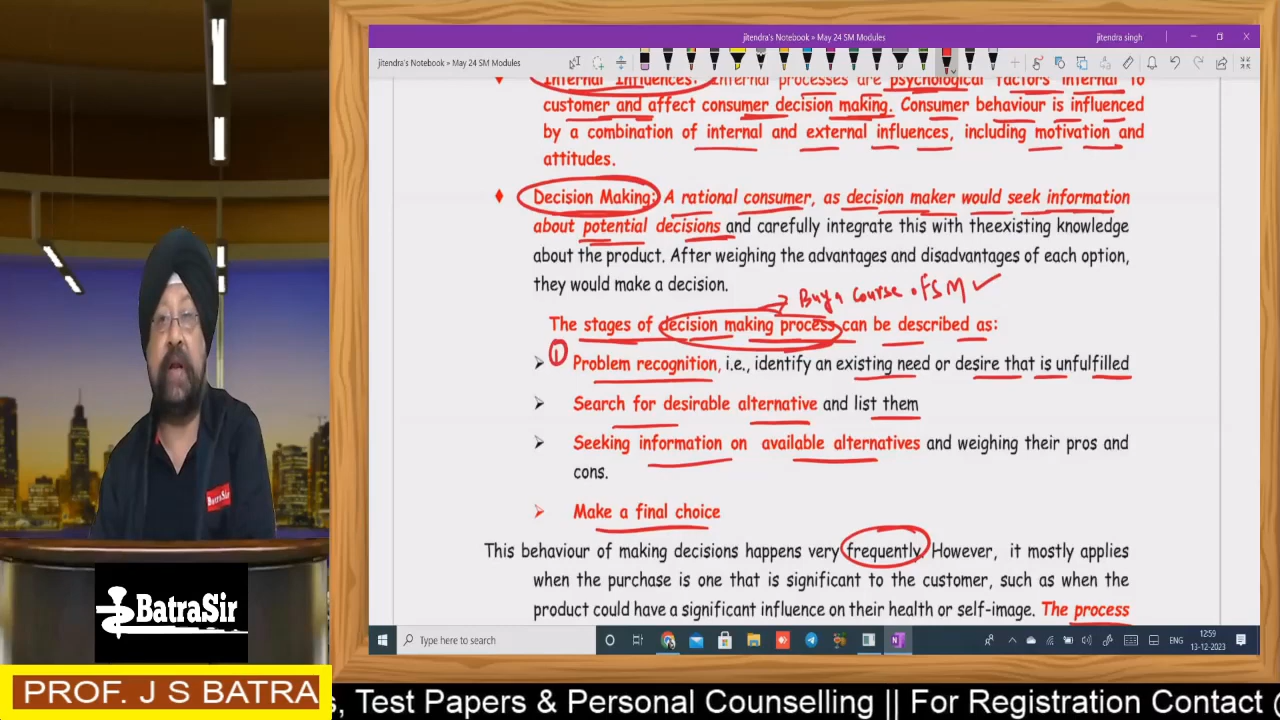 jitendra's Notebook » May 24 SM Modules
jitendra singh
jitendra's Notebook » May 24 SM Modules
Internal Influences: Internal processes are psychological factors internal to
customer and affect consumer decision making. Consumer behaviour is influenced
by a combination of internal and external influences, including motivation and
attitudes.
Decision Making: A rational consumer, as decision maker would seek information
about potential decisions and carefully integrate this with theexisting knowledge
about the product. After weighing the advantages and disadvantages of each option,
they would make a decision.
Buy a Course of SM
The stages of decision making process can be described as:
① Problem recognition, i.e., identify an existing need or desire that is unfulfilled
Search for desirable alternative and list them
Seeking information on available alternatives and weighing their pros and
cons.
Make a final choice
This behaviour of making decisions happens very frequently. However, it mostly applies
when the purchase is one that is significant to the customer, such as when the
product could have a significant influence on their health or self-image. The process
BatraSir
BatraSir
Type here to search
ENG
12:59
13-12-2023
PROF. J S BATRA
s, Test Papers & Personal Counselling || For Registration Contact (